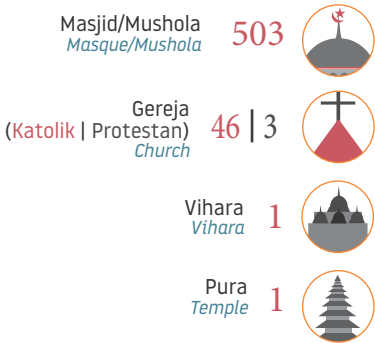 Masjid/Mushola 503
Masque/Mushola
Gereja
(Katolik | Protestan) 46 | 3
Church
Vihara 1
Vihara
Pura 1
Temple